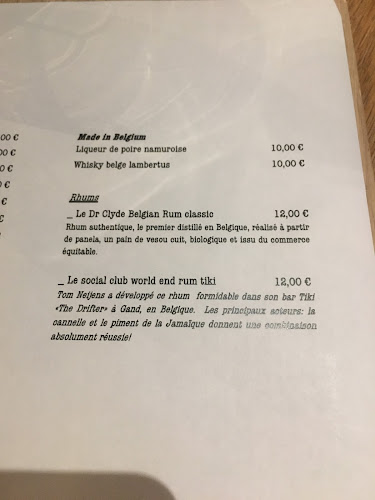 Made in Belgium
Liqueur de poire namuroise 10,00 €
Whisky belge lambertus 10,00 €
Rhums
_ Le Dr Clyde Belgian Rum classic 12,00 €
Rhum authentique, le premier distillé en Belgique, réalisé à partir
de panela, un pain de vesou cuit, biologique et issu du commerce
équitable.
_ Le social club world end rum tiki 12,00 €
Tom Neijens a développé ce rhum formidable dans son bar Tiki
«The Drifter» à Gand, en Belgique. Les principaux acteurs: la
cannelle et le piment de la Jamaïque donnent une combinaison
absolument réussie!